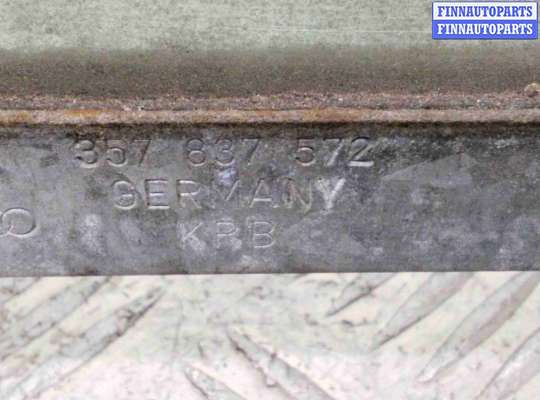 FINNAUTOPARTS
FINNAUTOPARTS
357 837 572
GERMANY
KRB